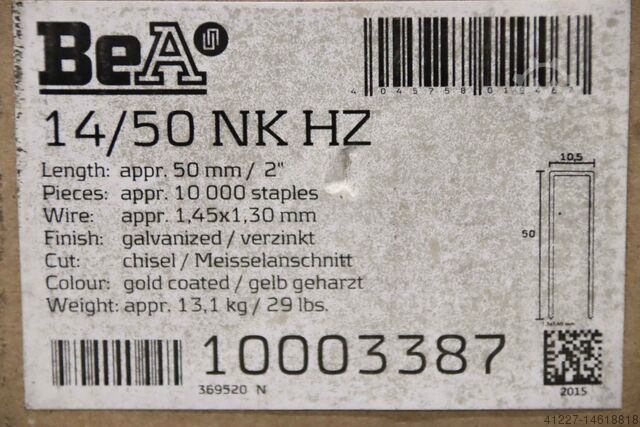 BeA
14/50 NK HZ
Length: appr. 50 mm / 2"
Pieces: appr. 10 000 staples
Wire: appr. 1,45x1,30 mm
Finish: galvanized / verzinkt
Cut: chisel / Meisselanschnitt
Colour: gold coated / gelb geharzt
Weight: appr. 13,1 kg / 29 lbs.
10,5
50
10003387
369520 N
2015
41227-14618818